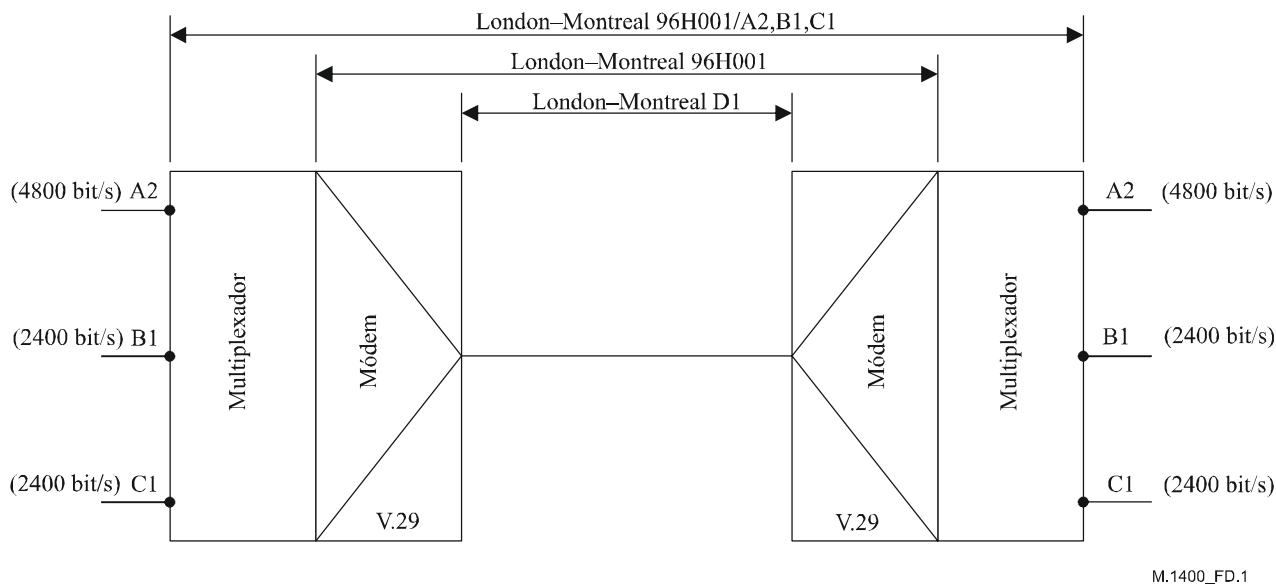 London–Montreal 96H001/A2,B1,C1
London–Montreal 96H001
London–Montreal D1
(4800 bit/s) A2
A2 (4800 bit/s)
Multiplexador
Módem
Módem
Multiplexador
(2400 bit/s) B1
B1 (2400 bit/s)
(2400 bit/s) C1
C1 (2400 bit/s)
V.29
V.29
M.1400_FD.1